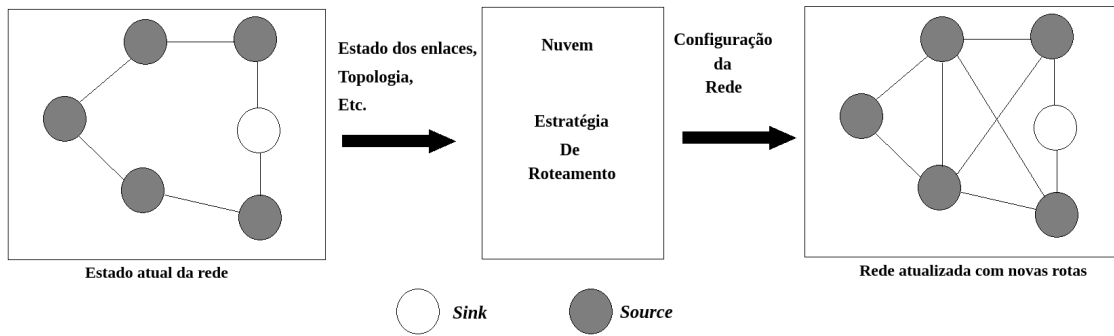 Estado dos enlaces,
Topologia,
Etc.
Estado atual da rede
Nuvem
Estratégia
De
Roteamento
Configuração
da
Rede
Rede atualizada com novas rotas
Sink
Source